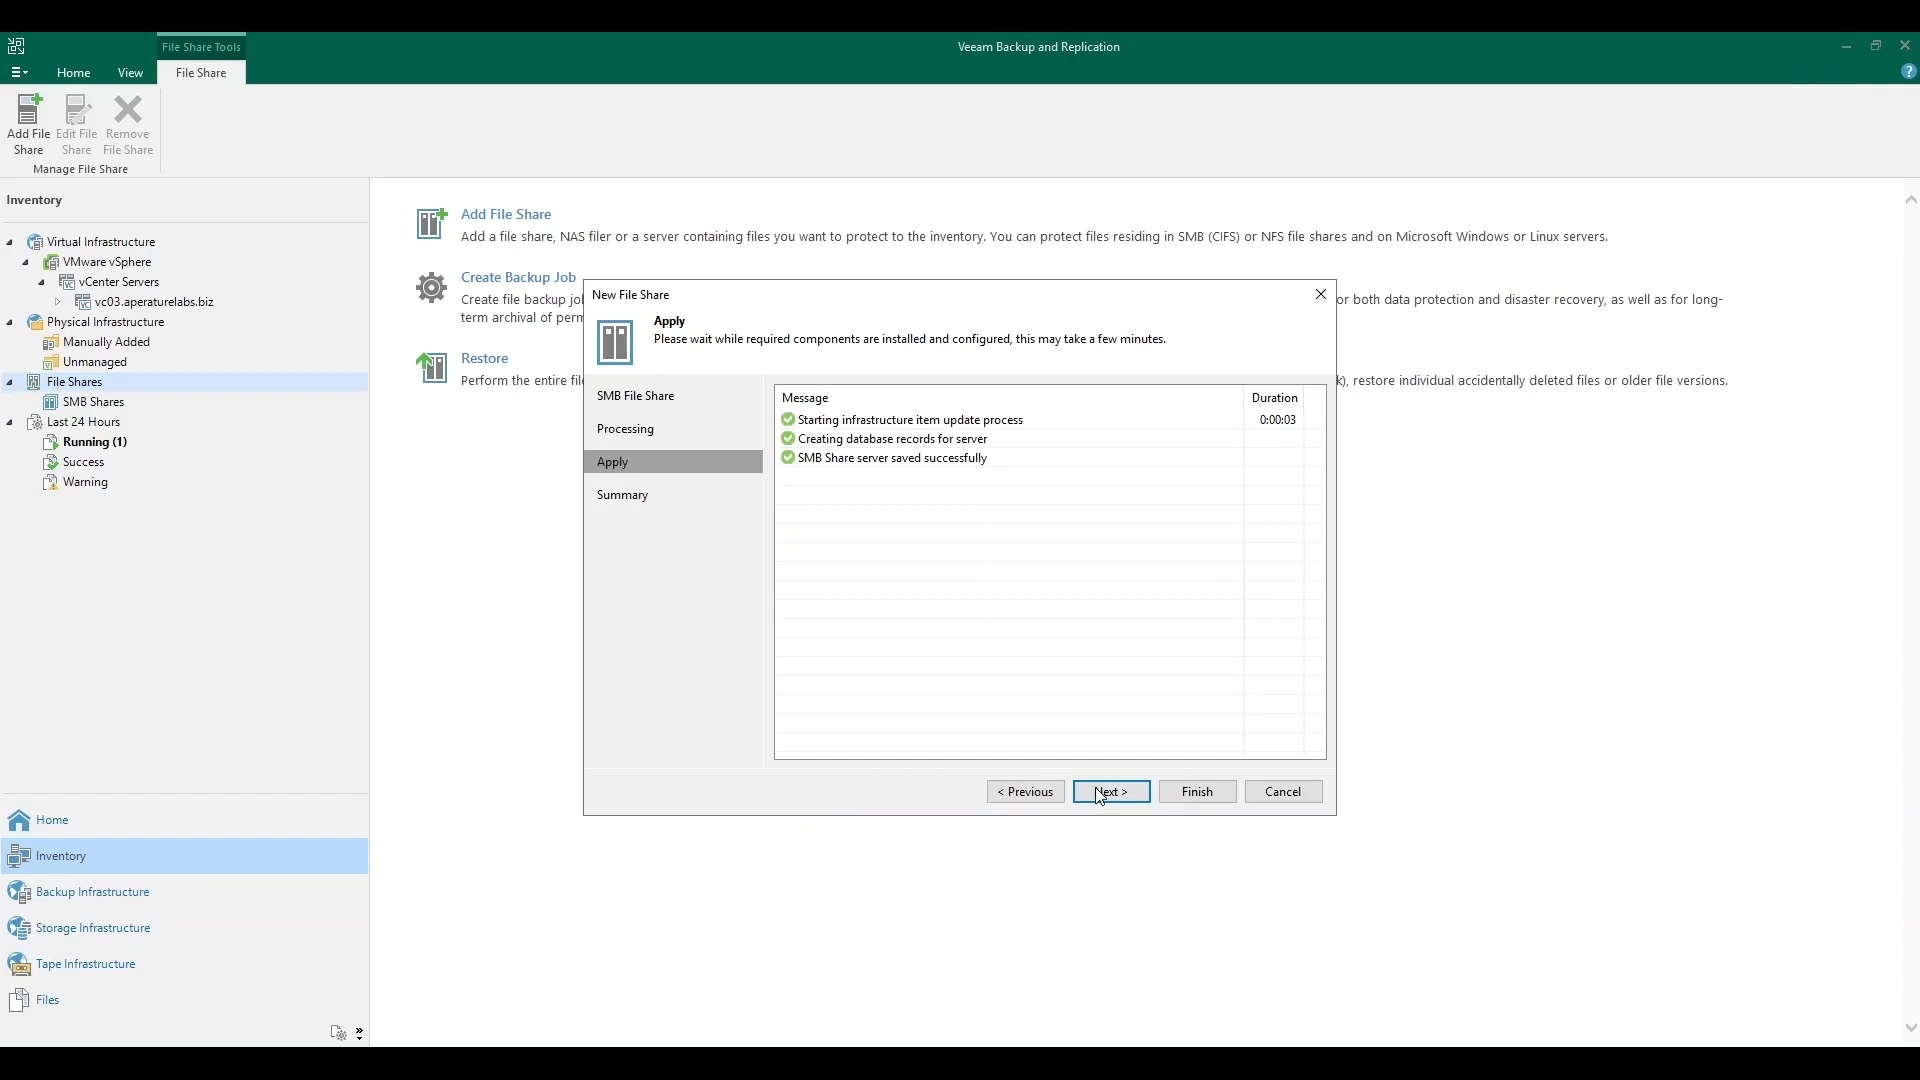 File Share Tools
Veeam Backup and Replication
Home
View
File Share
Add File
Share
Edit File
Share
Remove
File Share
Manage File Share
Inventory
Virtual Infrastructure
VMware vSphere
vCenter Servers
vc03.aperaturelabs.biz
Physical Infrastructure
Manually Added
Unmanaged
File Shares
SMB Shares
Last 24 Hours
Running (1)
Success
Warning
Home
Inventory
Backup Infrastructure
Storage Infrastructure
Tape Infrastructure
Files
Add File Share
Add a file share, NAS filer or a server containing files you want to protect to the inventory. You can protect files residing in SMB (CIFS) or NFS file shares and on Microsoft Windows or Linux servers.
Create Backup Job
Create file backup or both data protection and disaster recovery, as well as for long-
term archival of
Restore
Perform the entire restore individual accidentally deleted files or older file versions.
New File Share
Apply
Please wait while required components are installed and configured, this may take a few minutes.
SMB File Share
Processing
Apply
Summary
Message Duration
Starting infrastructure item update process 0:00:03
Creating database records for server
SMB Share server saved successfully
< Previous
Next >
Finish
Cancel